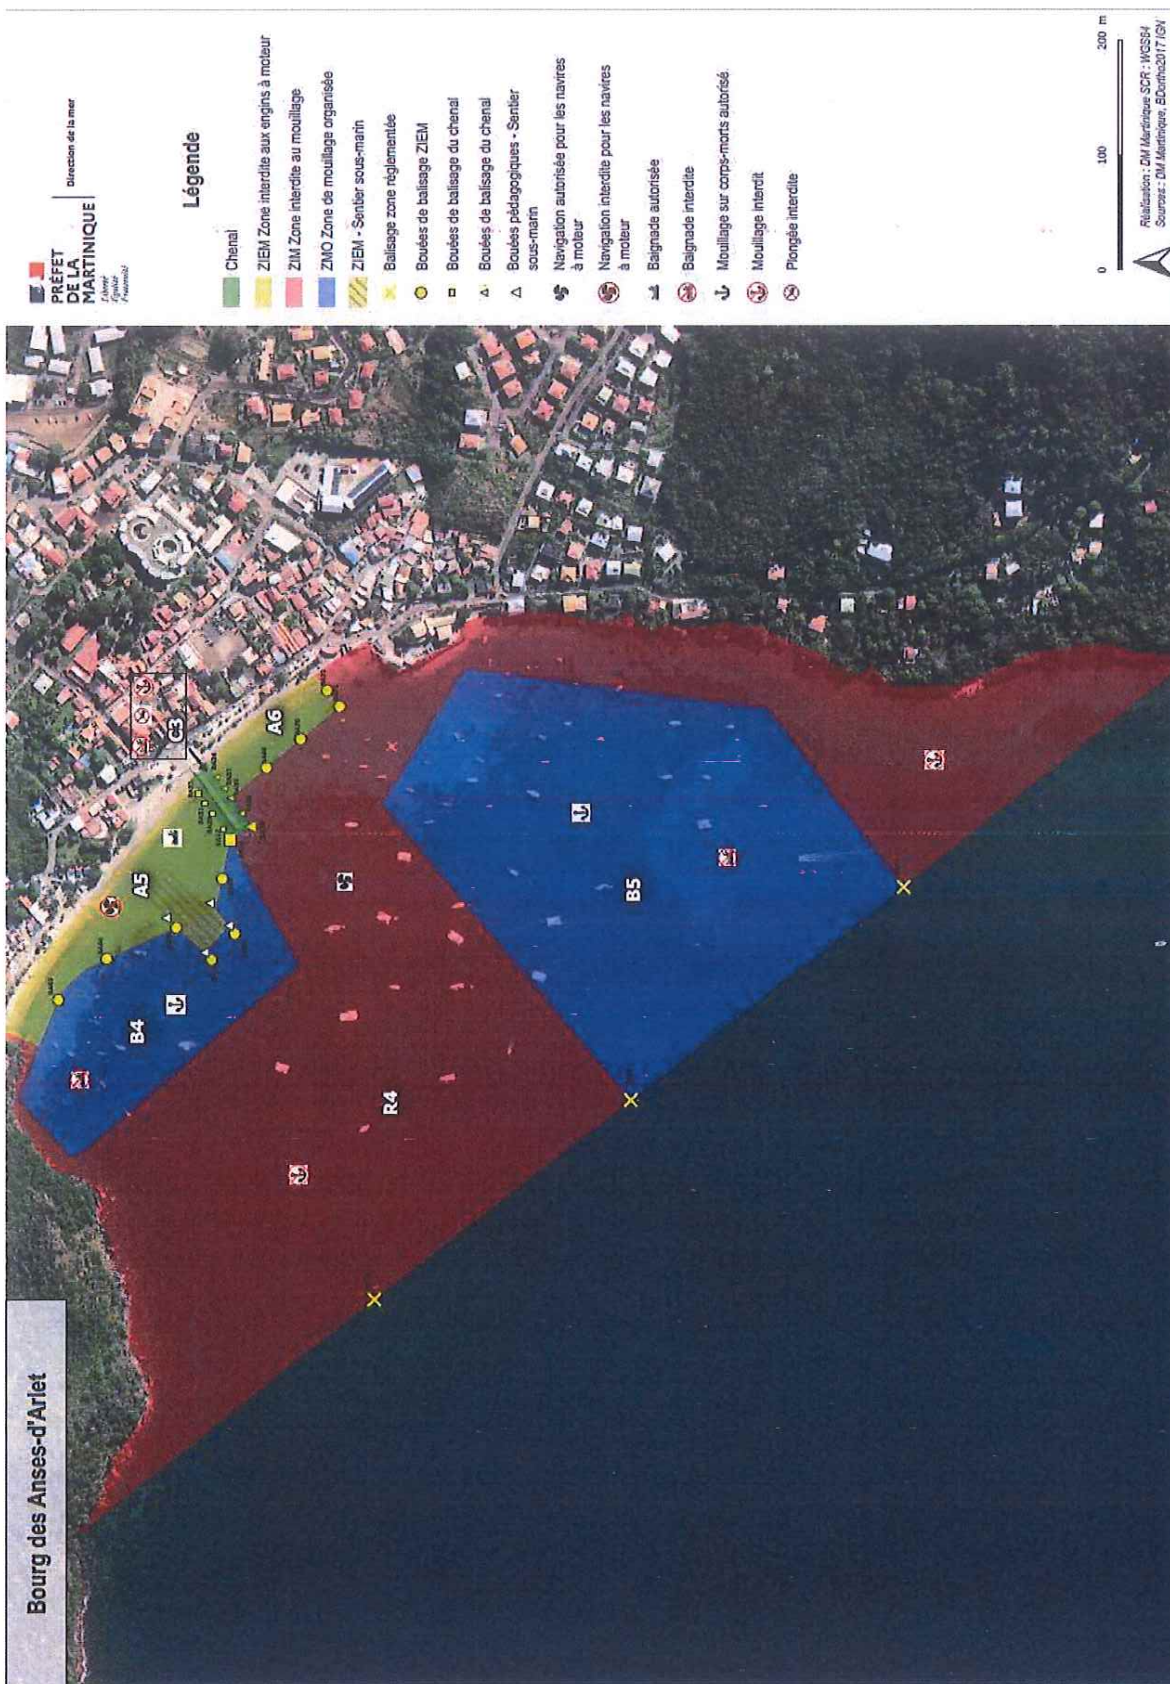 Bourg des Anses-d'Arlet
PRÉFET
DE LA
MARTINIQUE
Liberté
Égalité
Fraternité
Direction de la mer
Légende
Chenal
ZIEM Zone interdite aux engins à moteur
ZIM Zone interdite au mouillage
ZMO Zone de mouillage organisée
ZIEM - Sentier sous-marin
Balisage zone réglementée
Bouées de balisage ZIEM
Bouées de balisage du chenal
Bouées de balisage du chenal
Bouées pédagogiques - Sentier
sous-marin
Navigation autorisée pour les navires
à moteur
Navigation interdite pour les navires
à moteur
Baignade autorisée
Baignade interdite
Mouillage sur corps-morts autorisé.
Mouillage interdit
Plongée interdite
0 100 200 m
Réalisation : DM Martinique SCR : WGS84
Sources : DM Martinique, BDortho2017 IGN
A5
A6
C3
B4
B5
R4